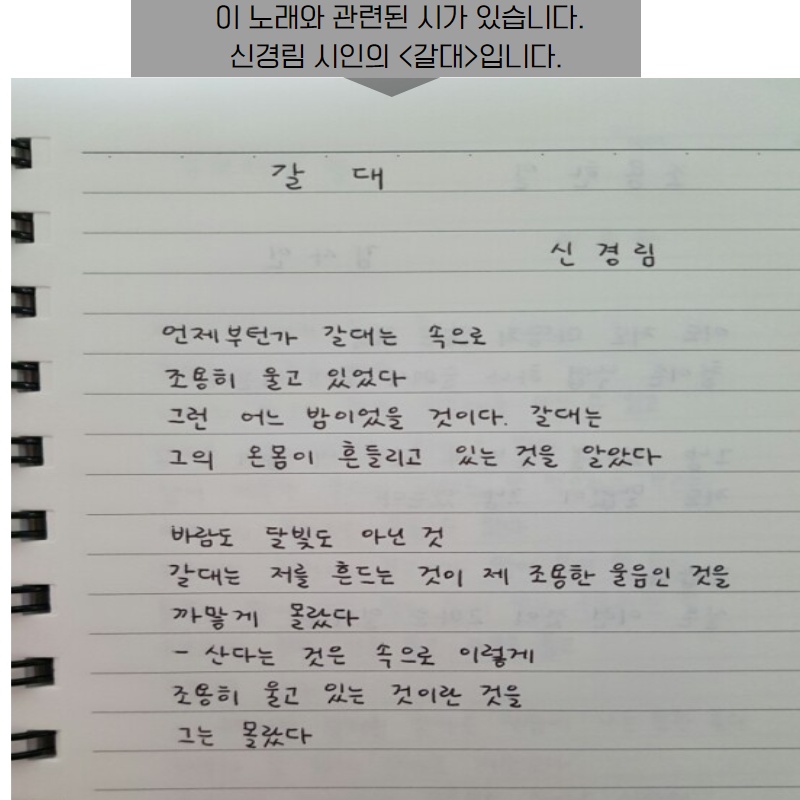 이 노래와 관련된 시가 있습니다.
신경림 시인의 <갈대>입니다.
갈 대
신 경 림
언제부턴가 갈대는 속으로
조용히 울고 있었다
그런 어느 밤이었을 것이다. 갈대는
그의 온몸이 흔들리고 있는 것을 알았다
바람도 달빛도 아닌 것
갈대는 저를 흔드는 것이 제 조용한 울음인 것을
까맣게 몰랐다
- 산다는 것은 속으로 이렇게
조용히 울고 있는 것이란 것을
그는 몰랐다